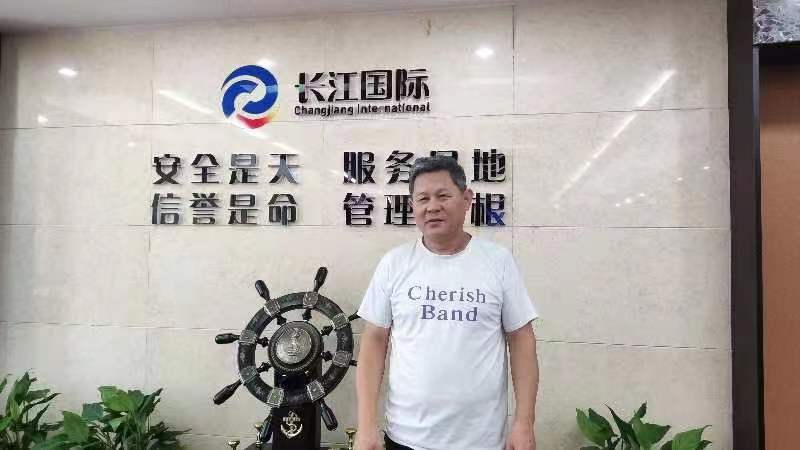 长江国际
Changjiang International
安全是天 服务是地
信誉是命 管理 根
Cherish
Band